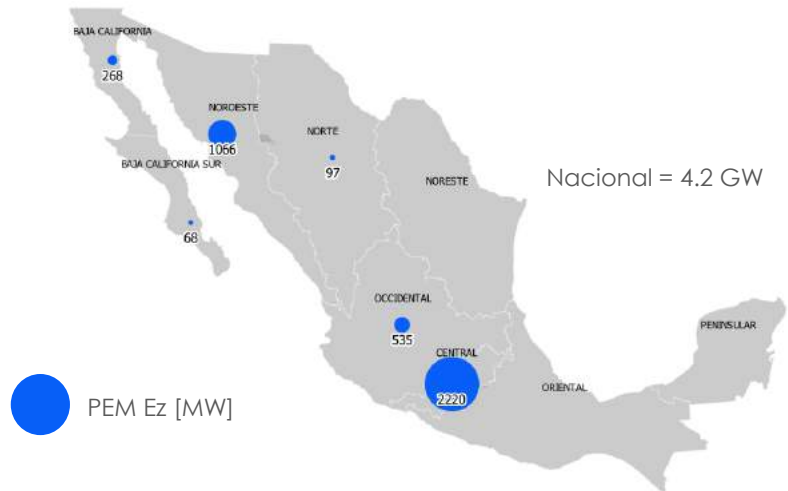 BAJA CALIFORNIA
268
NOROESTE
1066
NORTE
97
BAJA CALIFORNIA SUR
68
NORESTE
Nacional = 4.2 GW
OCCIDENTAL
535
CENTRAL
2220
ORIENTAL
PENINSULAR
PEM Ez [MW]